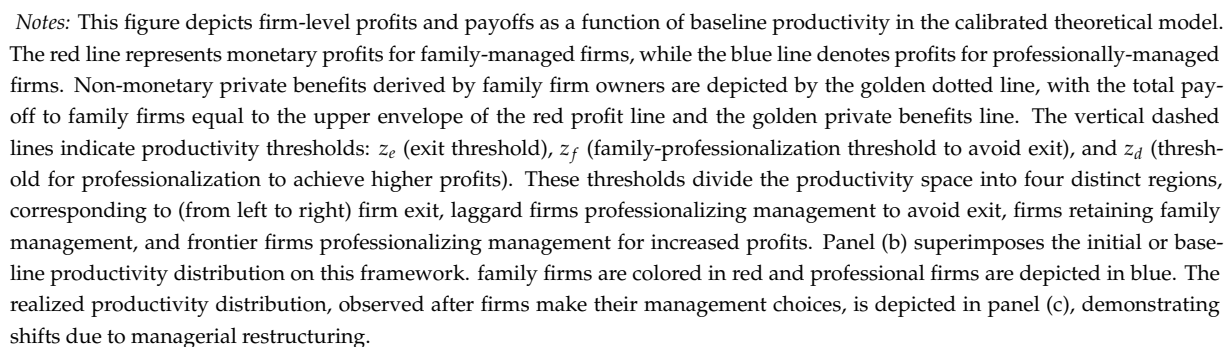 Notes: This figure depicts firm-level profits and payoffs as a function of baseline productivity in the calibrated theoretical model.
The red line represents monetary profits for family-managed firms, while the blue line denotes profits for professionally-managed
firms. Non-monetary private benefits derived by family firm owners are depicted by the golden dotted line, with the total pay-
off to family firms equal to the upper envelope of the red profit line and the golden private benefits line. The vertical dashed
lines indicate productivity thresholds: z_e (exit threshold), z_f (family-professionalization threshold to avoid exit), and z_d (thresh-
old for professionalization to achieve higher profits). These thresholds divide the productivity space into four distinct regions,
corresponding to (from left to right) firm exit, laggard firms professionalizing management to avoid exit, firms retaining family
management, and frontier firms professionalizing management for increased profits. Panel (b) superimposes the initial or base-
line productivity distribution on this framework. family firms are colored in red and professional firms are depicted in blue. The
realized productivity distribution, observed after firms make their management choices, is depicted in panel (c), demonstrating
shifts due to managerial restructuring.